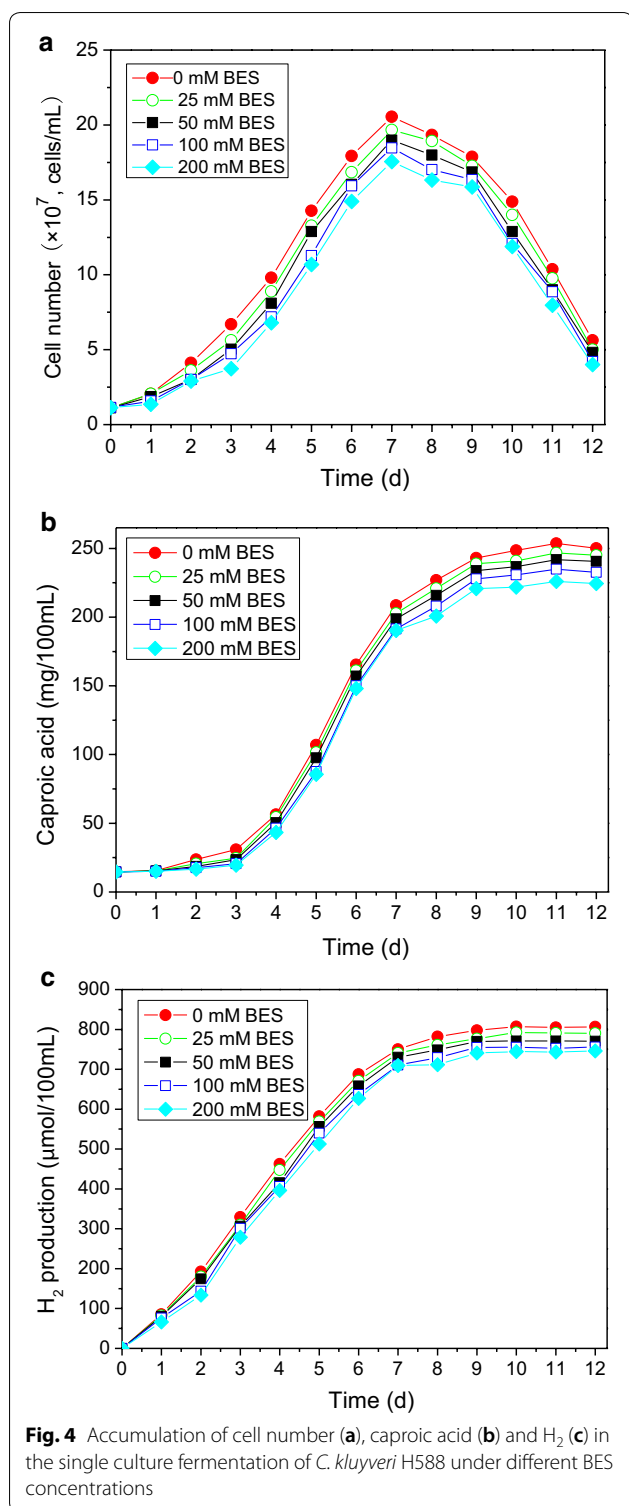 a
0 mM BES
25 mM BES
50 mM BES
100 mM BES
200 mM BES
25
20
15
10
5
0
Cell number (×10⁷, cells/mL)
0 1 2 3 4 5 6 7 8 9 10 11 12
Time (d)
b
0 mM BES
25 mM BES
50 mM BES
100 mM BES
200 mM BES
250
200
150
100
50
0
Caproic acid (mg/100mL)
0 1 2 3 4 5 6 7 8 9 10 11 12
Time (d)
c
0 mM BES
25 mM BES
50 mM BES
100 mM BES
200 mM BES
900
800
700
600
500
400
300
200
100
0
H₂ production (μmol/100mL)
0 1 2 3 4 5 6 7 8 9 10 11 12
Time (d)
Fig. 4 Accumulation of cell number (a), caproic acid (b) and H₂ (c) in
the single culture fermentation of C. kluyveri H588 under different BES
concentrations